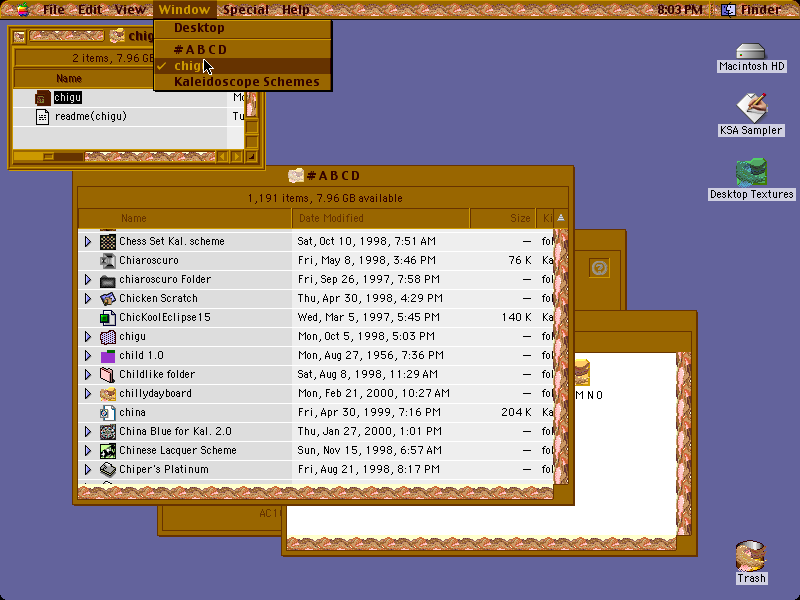 File Edit View Window Special Help 8:03 PM Finder
Desktop
#ABCD
✓ chigu
Kaleidoscope Schemes
chig
2 items, 7.96 GB
Name
chigu Mo
readme(chigu) Tu
Macintosh HD
KSA Sampler
Desktop Textures
#ABCD
1,191 items, 7.96 GB available
Name Date Modified Size Ki
Chess Set Kal. scheme Sat, Oct 10, 1998, 7:51 AM — fol
Chiaroscuro Fri, May 8, 1998, 3:46 PM 76 K Ka
chiaroscuro Folder Fri, Sep 26, 1997, 7:58 PM — fol
Chicken Scratch Thu, Apr 30, 1998, 4:29 PM — fol
ChicKoolEclipse15 Wed, Mar 5, 1997, 5:45 PM 140 K Ka
chigu Mon, Oct 5, 1998, 5:03 PM — fol
child 1.0 Mon, Aug 27, 1956, 7:36 PM — fol
Childlike folder Sat, Aug 8, 1998, 11:29 AM — fol
chillydayboard Mon, Feb 21, 2000, 10:27 AM — fol
china Fri, Apr 30, 1999, 7:16 PM 204 K Ka
China Blue for Kal. 2.0 Thu, Jan 27, 2000, 1:01 PM — fol
Chinese Lacquer Scheme Sun, Nov 15, 1998, 6:57 AM — fol
Chiper's Platinum Fri, Aug 21, 1998, 8:17 PM — fol
M N O
Trash